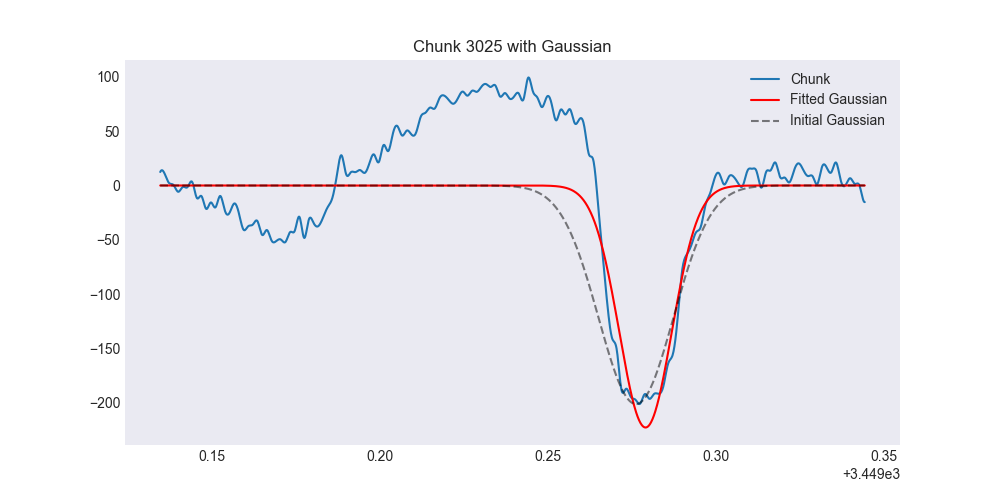 Chunk 3025 with Gaussian
Chunk
Fitted Gaussian
Initial Gaussian
100
50
0
−50
−100
−150
−200
0.15 0.20 0.25 0.30 0.35
+3.449e3